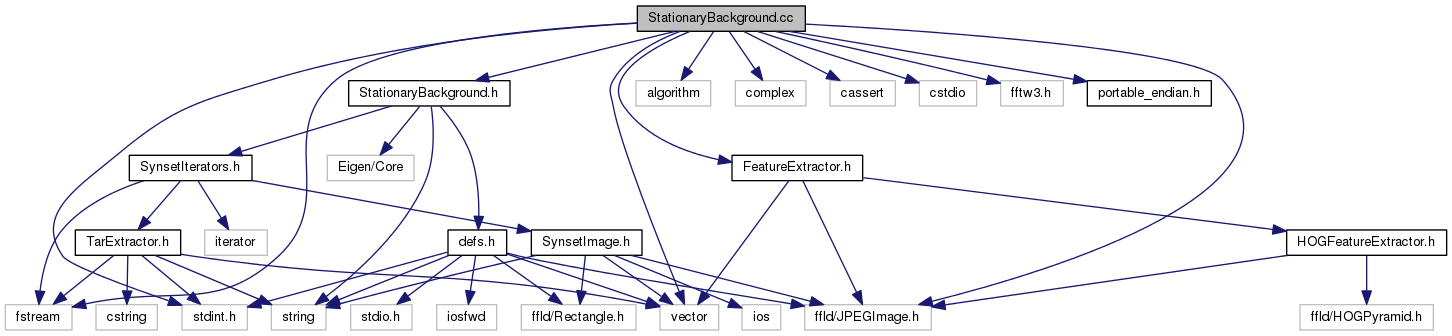 StationaryBackground.cc
StationaryBackground.h
algorithm
complex
cassert
cstdio
fftw3.h
portable_endian.h
SynsetIterators.h
Eigen/Core
FeatureExtractor.h
TarExtractor.h
iterator
defs.h
SynsetImage.h
HOGFeatureExtractor.h
fstream
cstring
stdint.h
string
stdio.h
iosfwd
ffld/Rectangle.h
vector
ios
ffld/JPEGImage.h
ffld/HOGPyramid.h